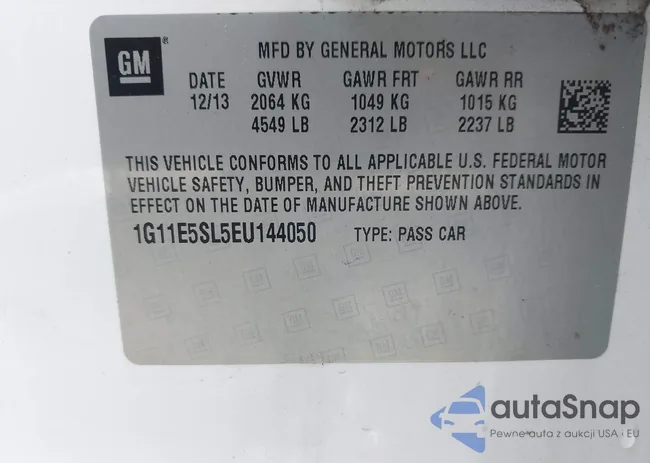 GM
MFD BY GENERAL MOTORS LLC
DATE GVWR GAWR FRT GAWR RR
12/13 2064 KG 1049 KG 1015 KG
4549 LB 2312 LB 2237 LB
THIS VEHICLE CONFORMS TO ALL APPLICABLE U.S. FEDERAL MOTOR
VEHICLE SAFETY, BUMPER, AND THEFT PREVENTION STANDARDS IN
EFFECT ON THE DATE OF MANUFACTURE SHOWN ABOVE.
1G11E5SL5EU144050 TYPE: PASS CAR
autaSnap
Pewne auta z aukcji USA i EU